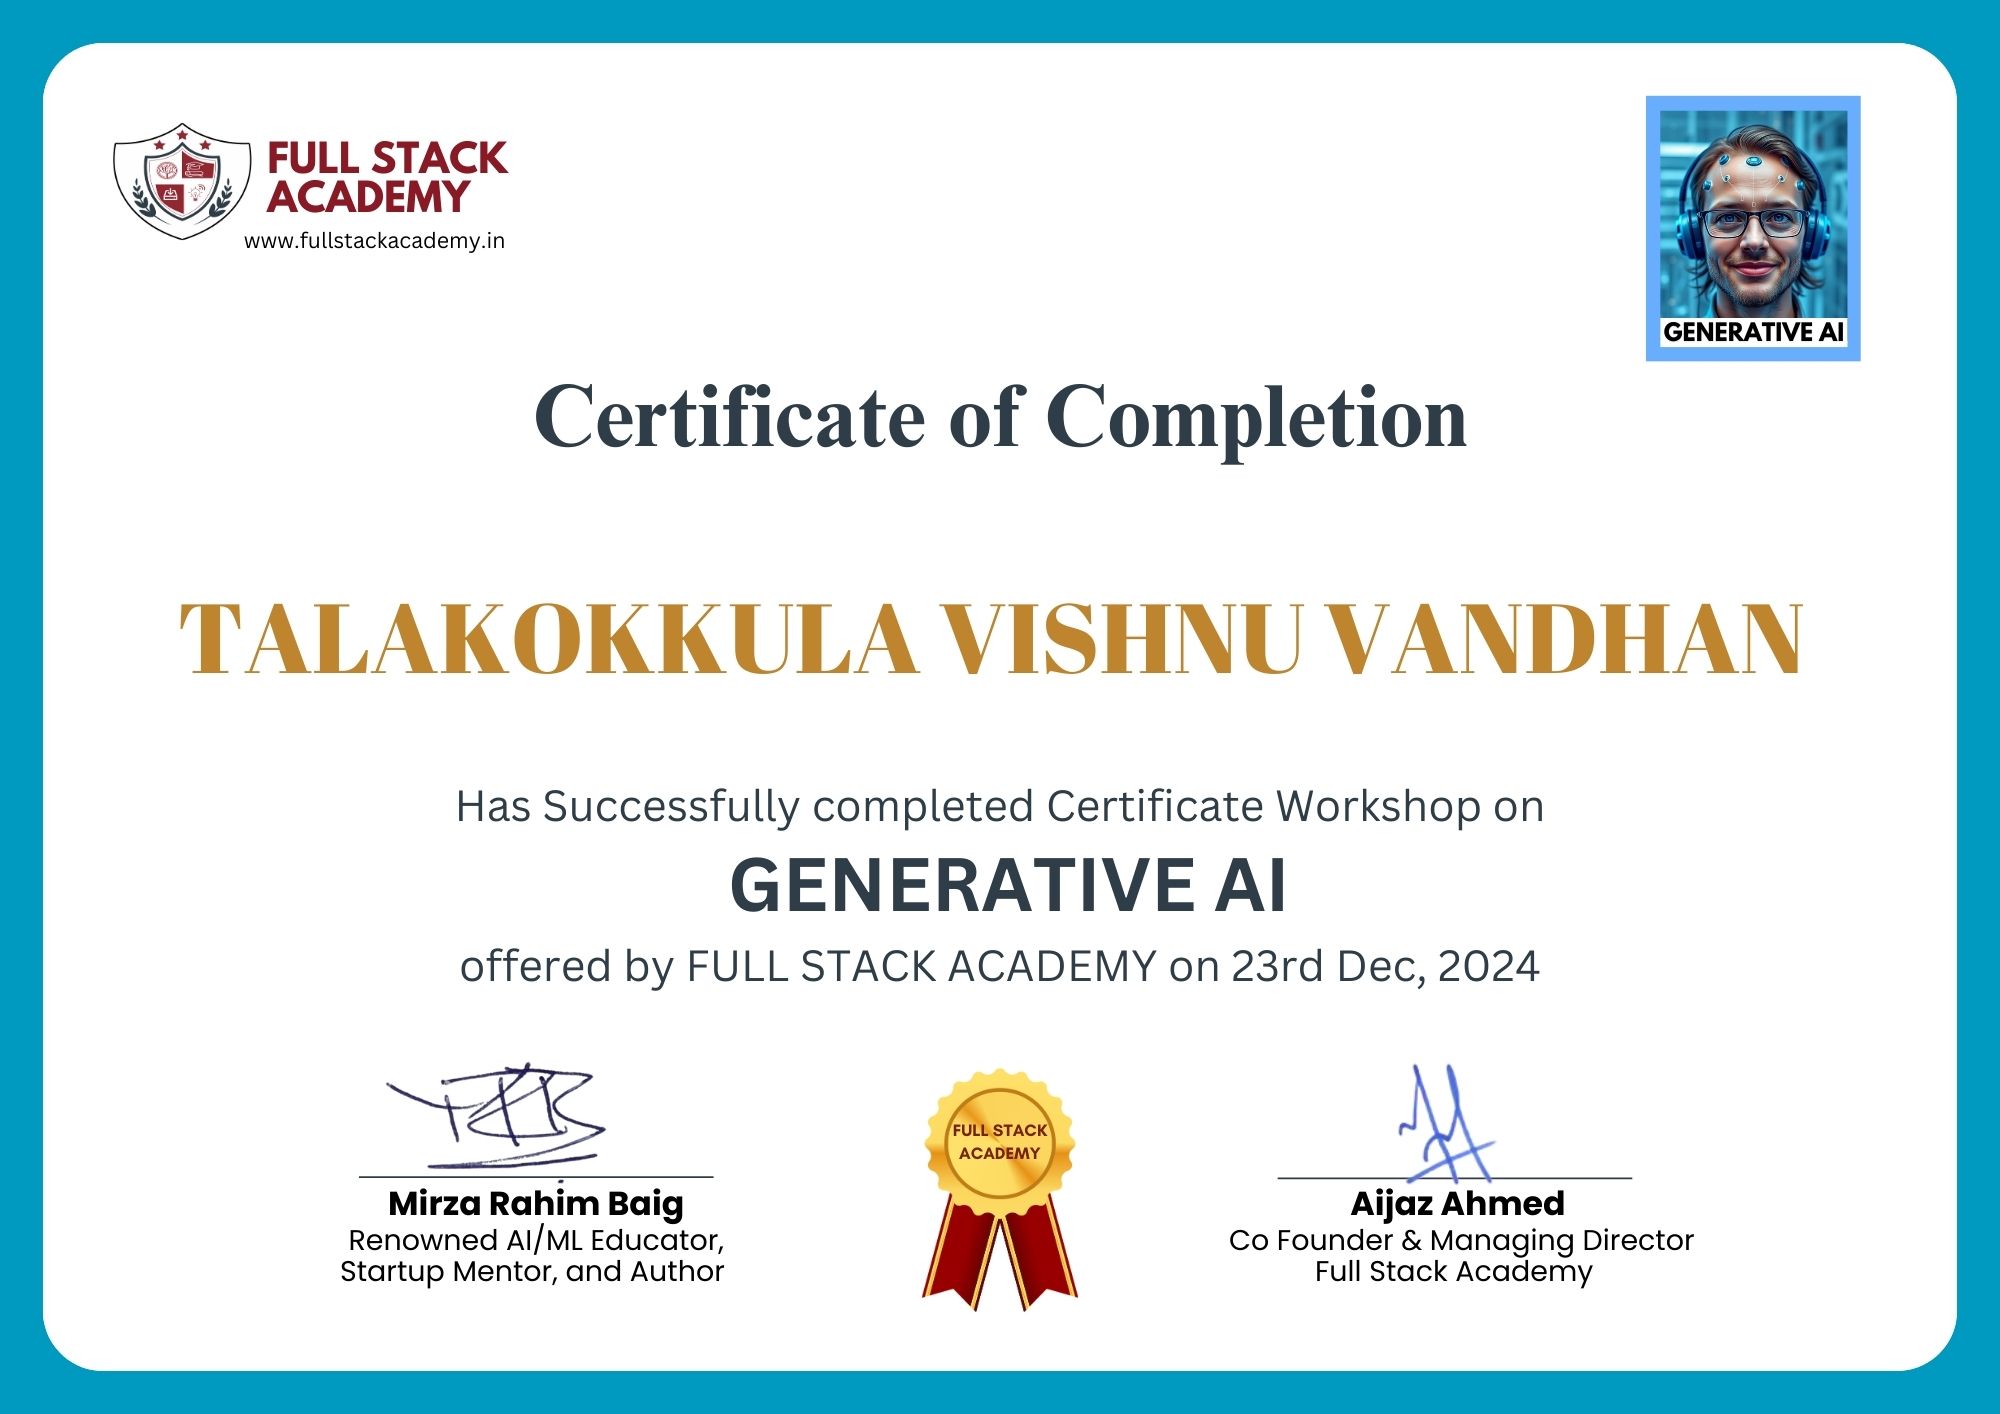 FULL STACK
ACADEMY
www.fullstackacademy.in
GENERATIVE AI
Certificate of Completion
TALAKOKKULA VISHNU VANDHAN
Has Successfully completed Certificate Workshop on
GENERATIVE AI
offered by FULL STACK ACADEMY on 23rd Dec, 2024
FULL STACK
ACADEMY
Mirza Rahim Baig
Renowned AI/ML Educator,
Startup Mentor, and Author
Aijaz Ahmed
Co Founder & Managing Director
Full Stack Academy